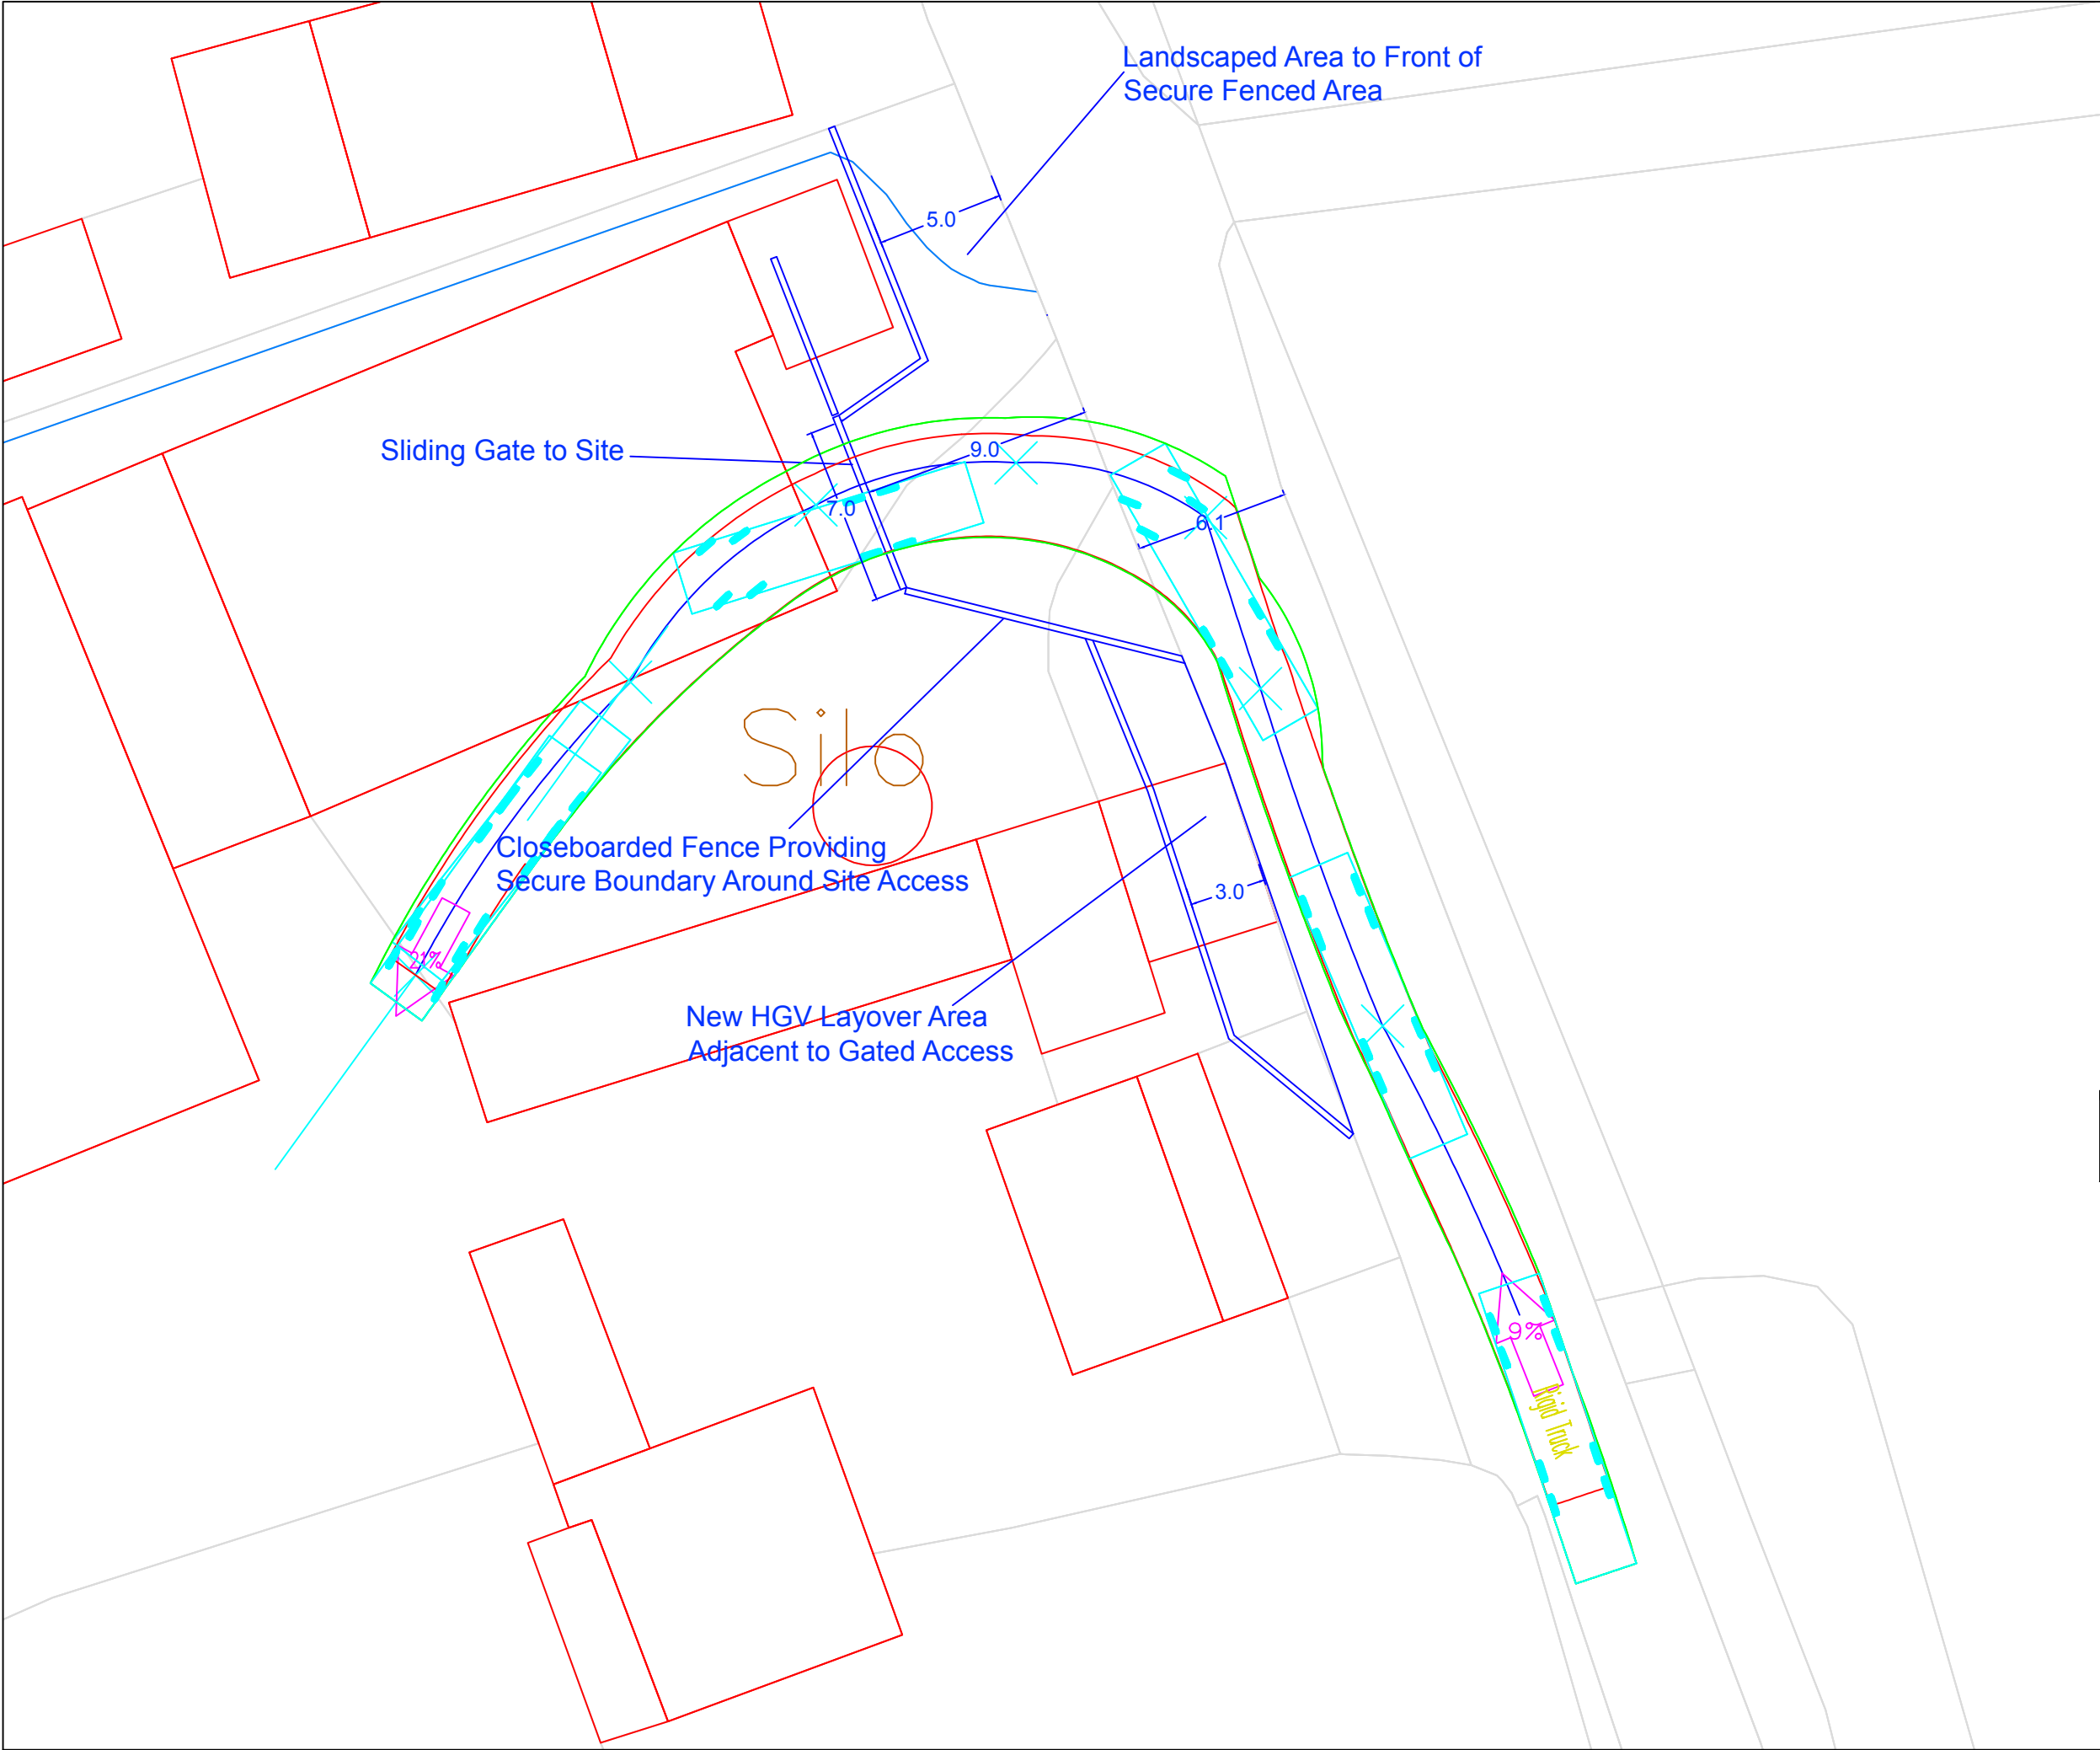 Landscaped Area to Front of
Secure Fenced Area
5.0
Sliding Gate to Site
9.0
7.0
6.1
Silo
Closeboarded Fence Providing
Secure Boundary Around Site Access
3.0
21%
New HGV Layover Area
Adjacent to Gated Access
9%
Rigid Truck